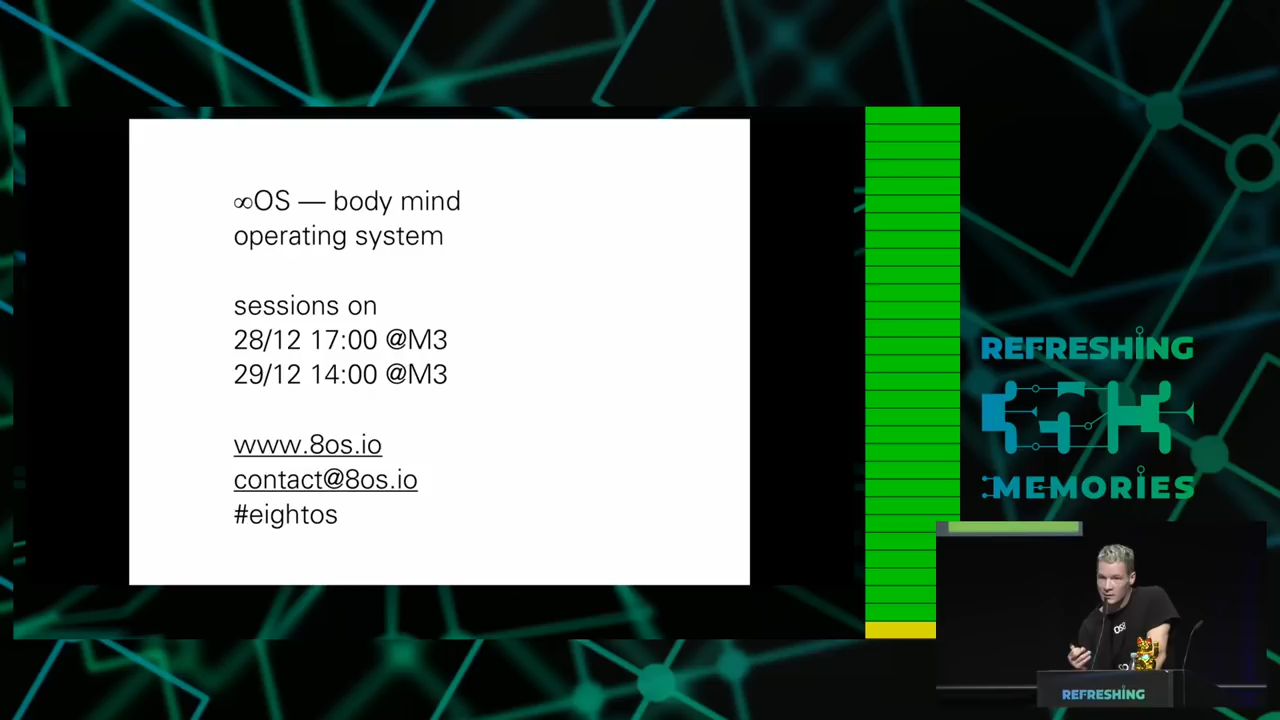 ∞OS — body mind
operating system
sessions on
28/12 17:00 @M3
29/12 14:00 @M3
www.8os.io
contact@8os.io
#eightos
REFRESHING
MEMORIES
REFRESHING